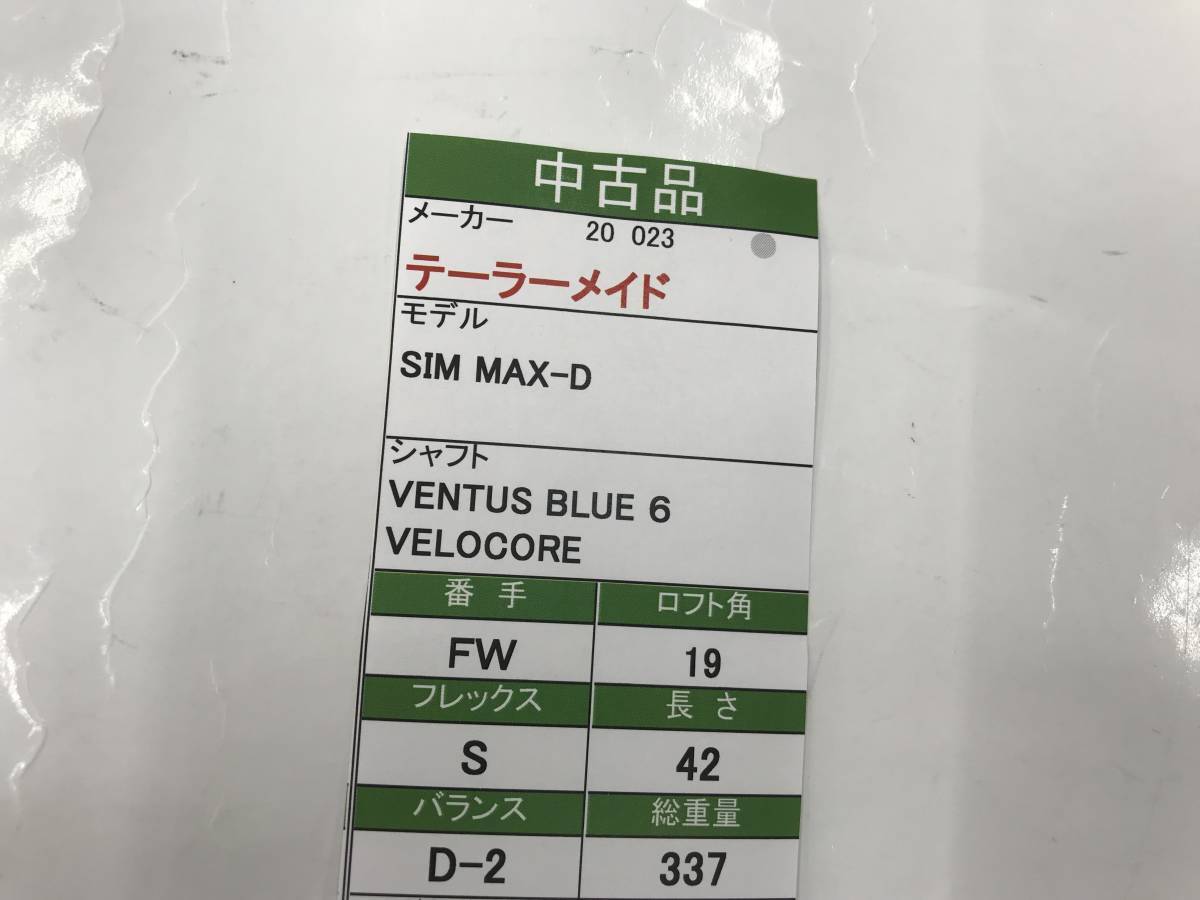 中古品
メーカー 20 023
テーラーメイド
モデル
SIM MAX-D
シャフト
VENTUS BLUE 6
VELOCORE
番手 ロフト角
FW 19
フレックス 長さ
S 42
バランス 総重量
D-2 337